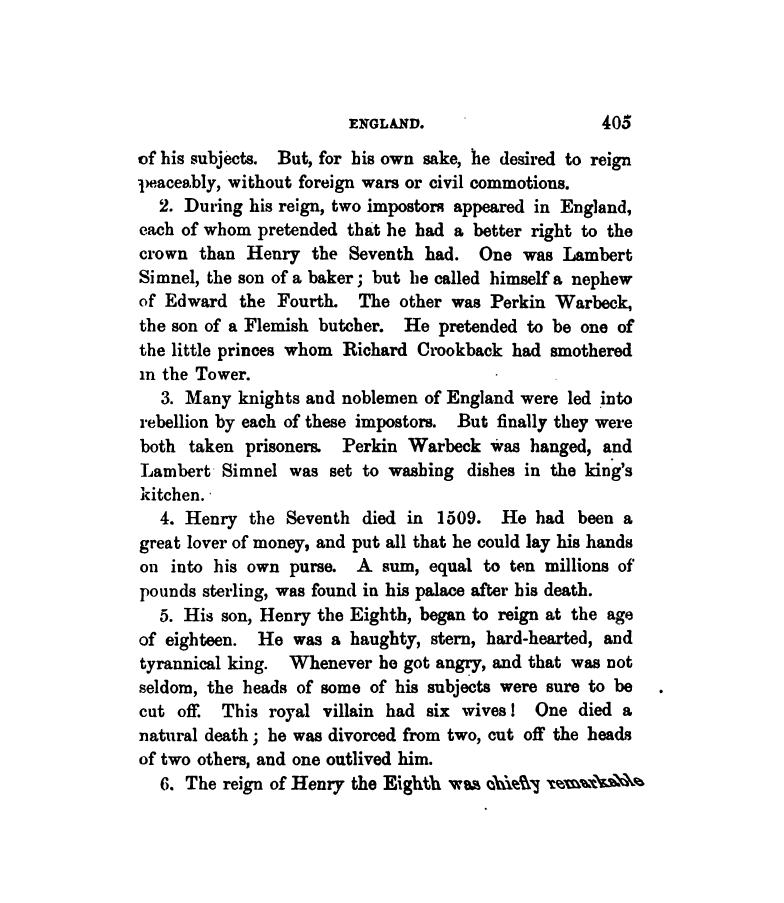 ENGLAND. 405
of his subjects. But, for his own sake, he desired to reign
peaceably, without foreign wars or civil commotions.
2. During his reign, two impostors appeared in England,
each of whom pretended that he had a better right to the
crown than Henry the Seventh had. One was Lambert
Simnel, the son of a baker; but he called himself a nephew
of Edward the Fourth. The other was Perkin Warbeck,
the son of a Flemish butcher. He pretended to be one of
the little princes whom Richard Crookback had smothered
in the Tower.
3. Many knights and noblemen of England were led into
rebellion by each of these impostors. But finally they were
both taken prisoners. Perkin Warbeck was hanged, and
Lambert Simnel was set to washing dishes in the king's
kitchen.
4. Henry the Seventh died in 1509. He had been a
great lover of money, and put all that he could lay his hands
on into his own purse. A sum, equal to ten millions of
pounds sterling, was found in his palace after his death.
5. His son, Henry the Eighth, began to reign at the age
of eighteen. He was a haughty, stern, hard-hearted, and
tyrannical king. Whenever he got angry, and that was not
seldom, the heads of some of his subjects were sure to be
cut off. This royal villain had six wives! One died a
natural death; he was divorced from two, cut off the heads
of two others, and one outlived him.
6. The reign of Henry the Eighth was chiefly remarkable